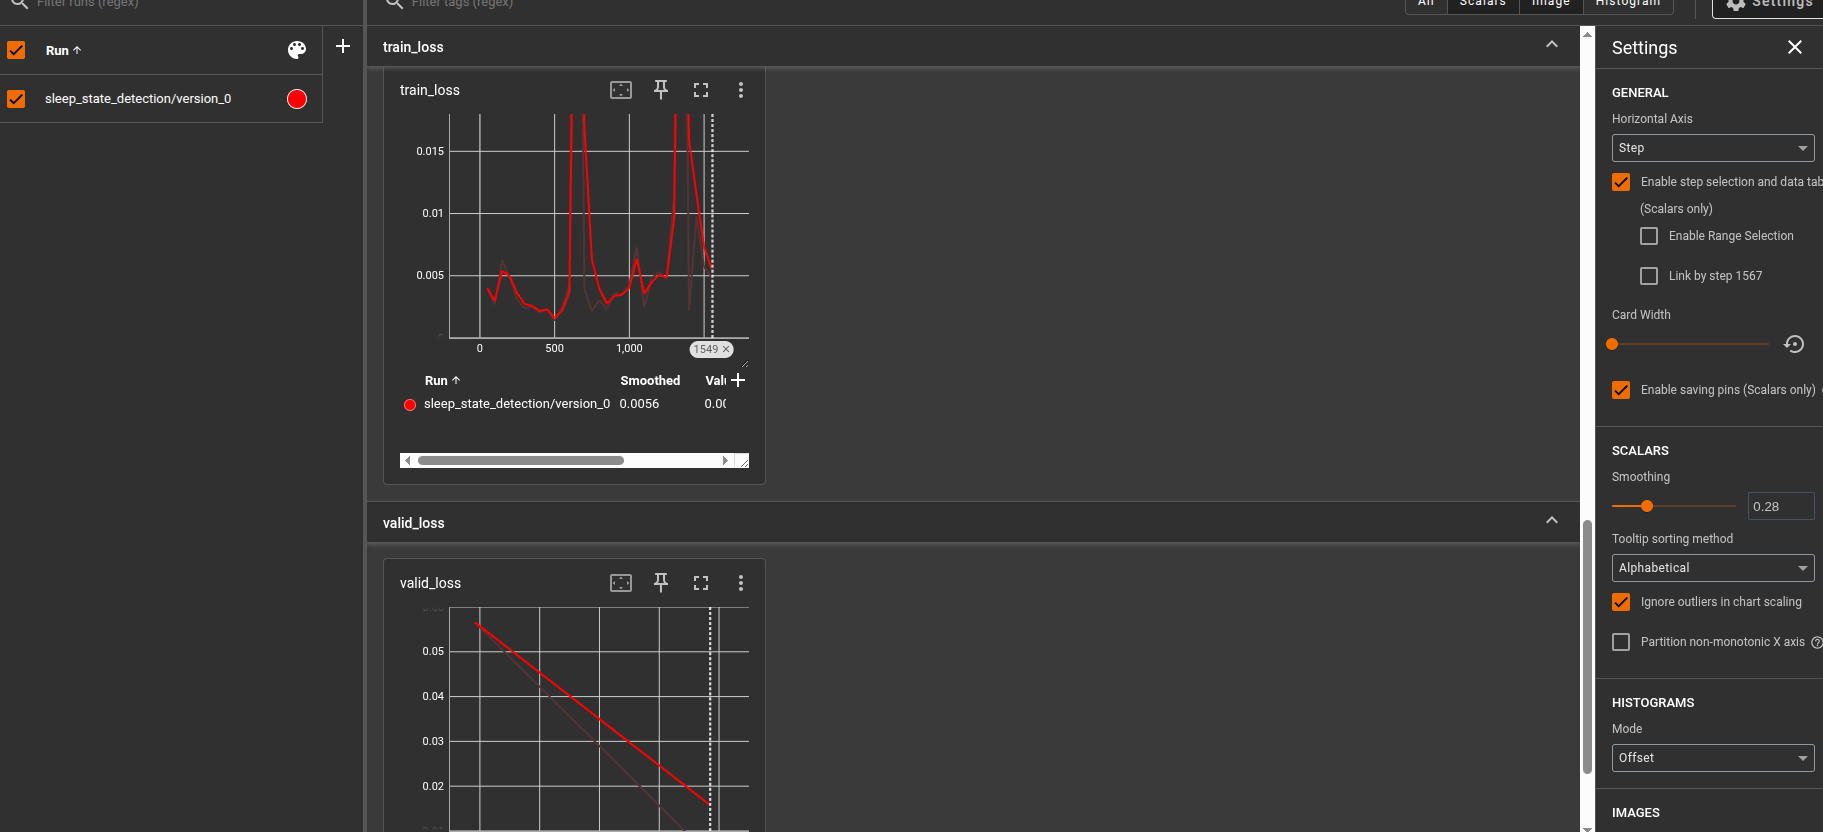 Filter runs (regex)
Filter tags (regex)
All
Scalars
Image
Histogram
Settings
Run
sleep_state_detection/version_0
train_loss
train_loss
0.015
0.01
0.005
0
500
1,000
1549
Run
Smoothed
sleep_state_detection/version_0
0.0056
0.00
valid_loss
valid_loss
0.05
0.04
0.03
0.02
Settings
GENERAL
Horizontal Axis
Step
Enable step selection and data tab
(Scalars only)
Enable Range Selection
Link by step 1567
Card Width
Enable saving pins (Scalars only)
SCALARS
Smoothing
0.28
Tooltip sorting method
Alphabetical
Ignore outliers in chart scaling
Partition non-monotonic X axis
HISTOGRAMS
Mode
Offset
IMAGES